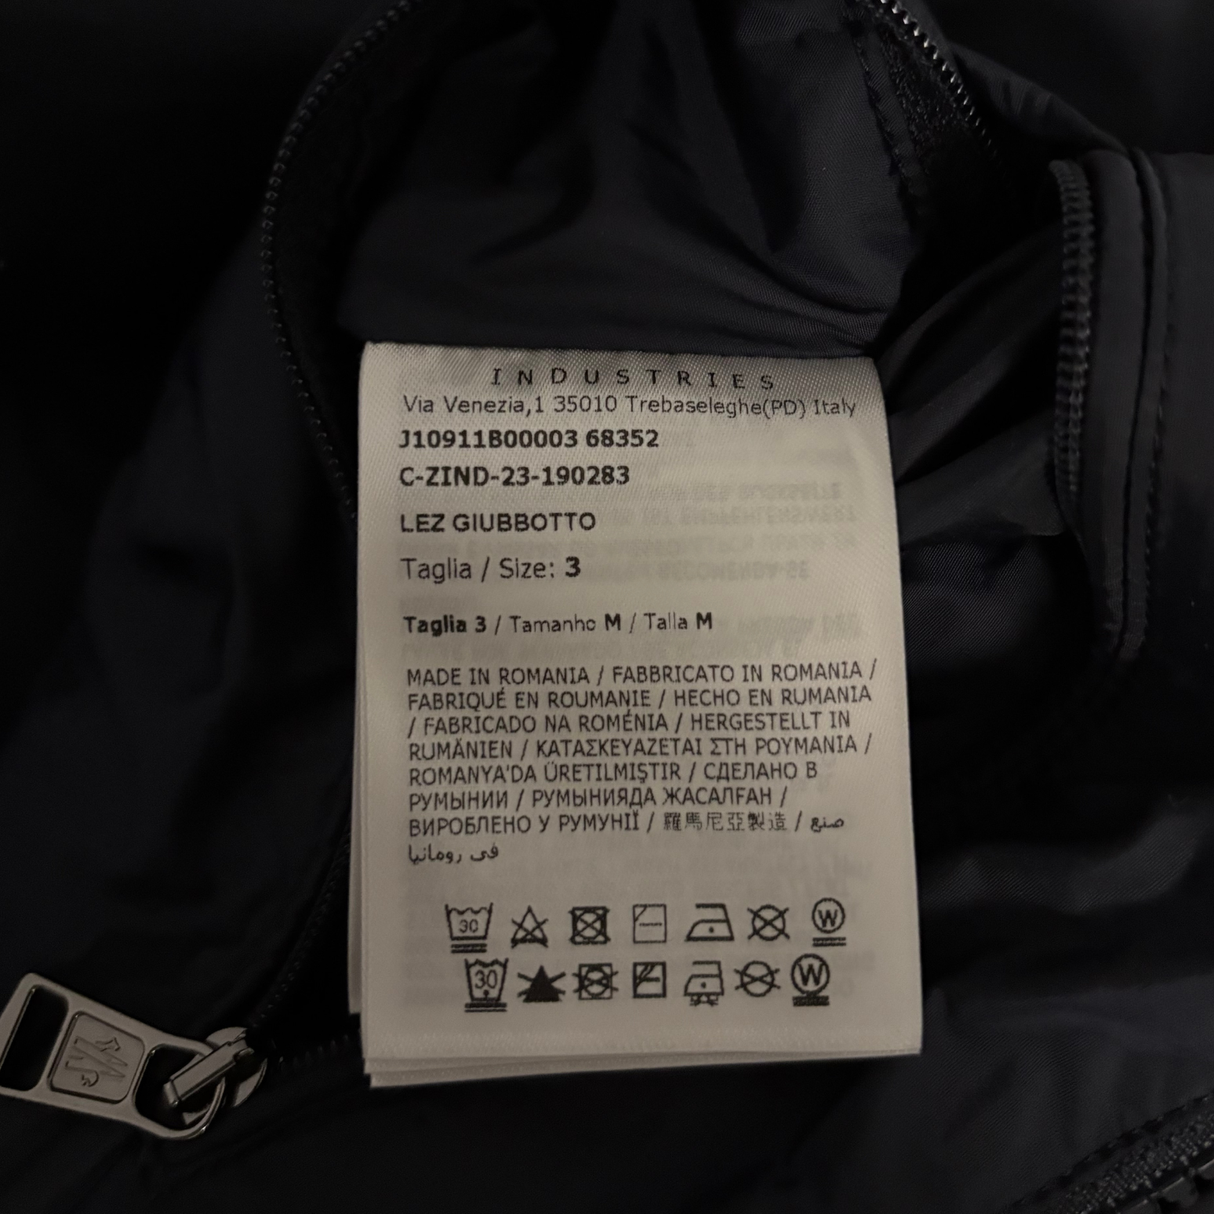 INDUSTRIES
Via Venezia,1 35010 Trebaseleghe(PD) Italy
J10911B00003 68352
C-ZIND-23-190283
LEZ GIUBBOTTO
Taglia / Size: 3
Taglia 3 / Tamanho M / Talla M
MADE IN ROMANIA / FABBRICATO IN ROMANIA /
FABRIQUÉ EN ROUMANIE / HECHO EN RUMANIA
/ FABRICADO NA ROMÉNIA / HERGESTELLT IN
RUMÄNIEN / ΚΑΤΑΣΚΕΥΑΖΕΤΑΙ ΣΤΗ ΡΟΥΜΑΝΙΑ /
ROMANYA'DA ÜRETILMIŞTIR / СДЕЛАНО В
РУМЫНИИ / РУМЫНИЯДА ЖАСАЛҒАН /
ВИРОБЛЕНО У РУМУНІЇ / 羅馬尼亞製造 / صنع
في رومانيا
30 W
30 W